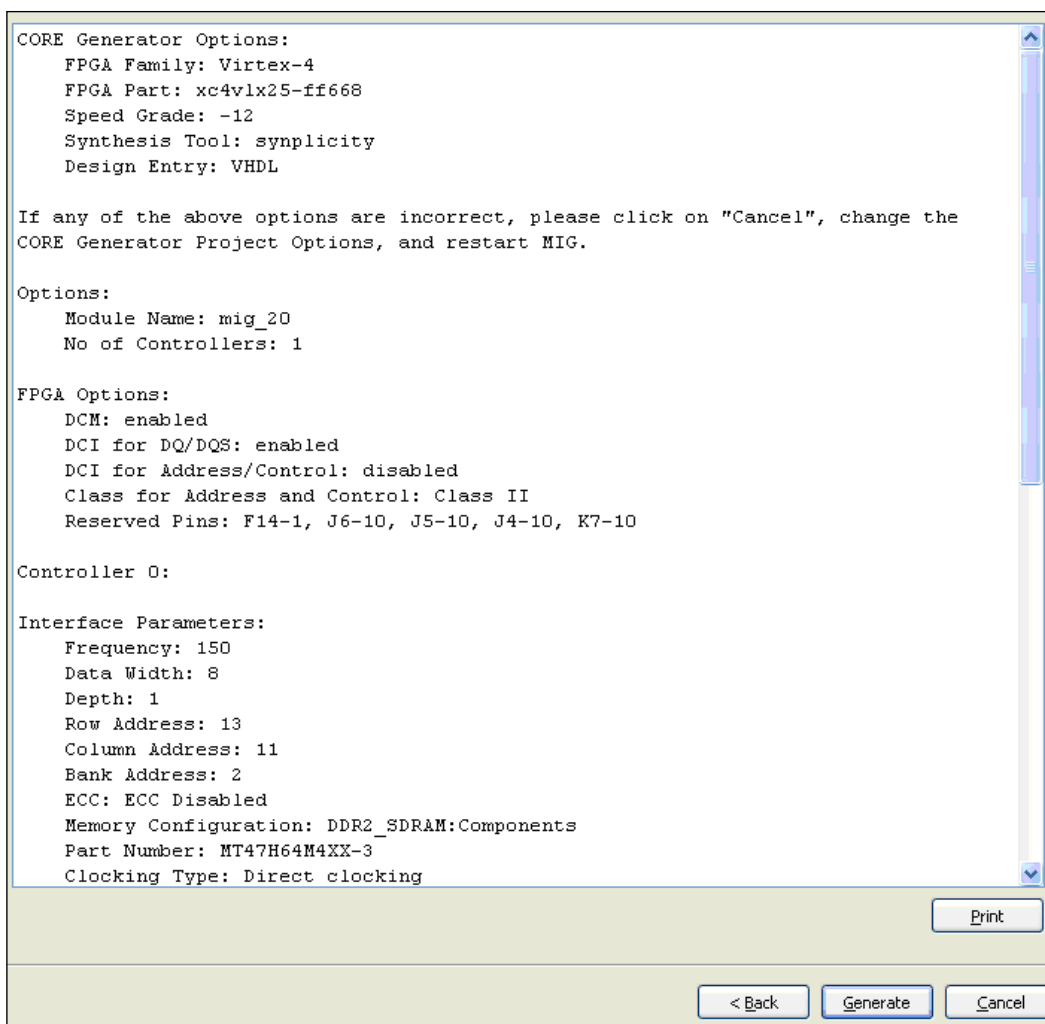 CORE Generator Options:
FPGA Family: Virtex-4
FPGA Part: xc4vlx25-ff668
Speed Grade: -12
Synthesis Tool: synplicity
Design Entry: VHDL
If any of the above options are incorrect, please click on "Cancel", change the
CORE Generator Project Options, and restart MIG.
Options:
Module Name: mig_20
No of Controllers: 1
FPGA Options:
DCM: enabled
DCI for DQ/DQS: enabled
DCI for Address/Control: disabled
Class for Address and Control: Class II
Reserved Pins: F14-1, J6-10, J5-10, J4-10, K7-10
Controller 0:
Interface Parameters:
Frequency: 150
Data Width: 8
Depth: 1
Row Address: 13
Column Address: 11
Bank Address: 2
ECC: ECC Disabled
Memory Configuration: DDR2_SDRAM:Components
Part Number: MT47H64M4XX-3
Clocking Type: Direct clocking
Print
< Back Generate Cancel